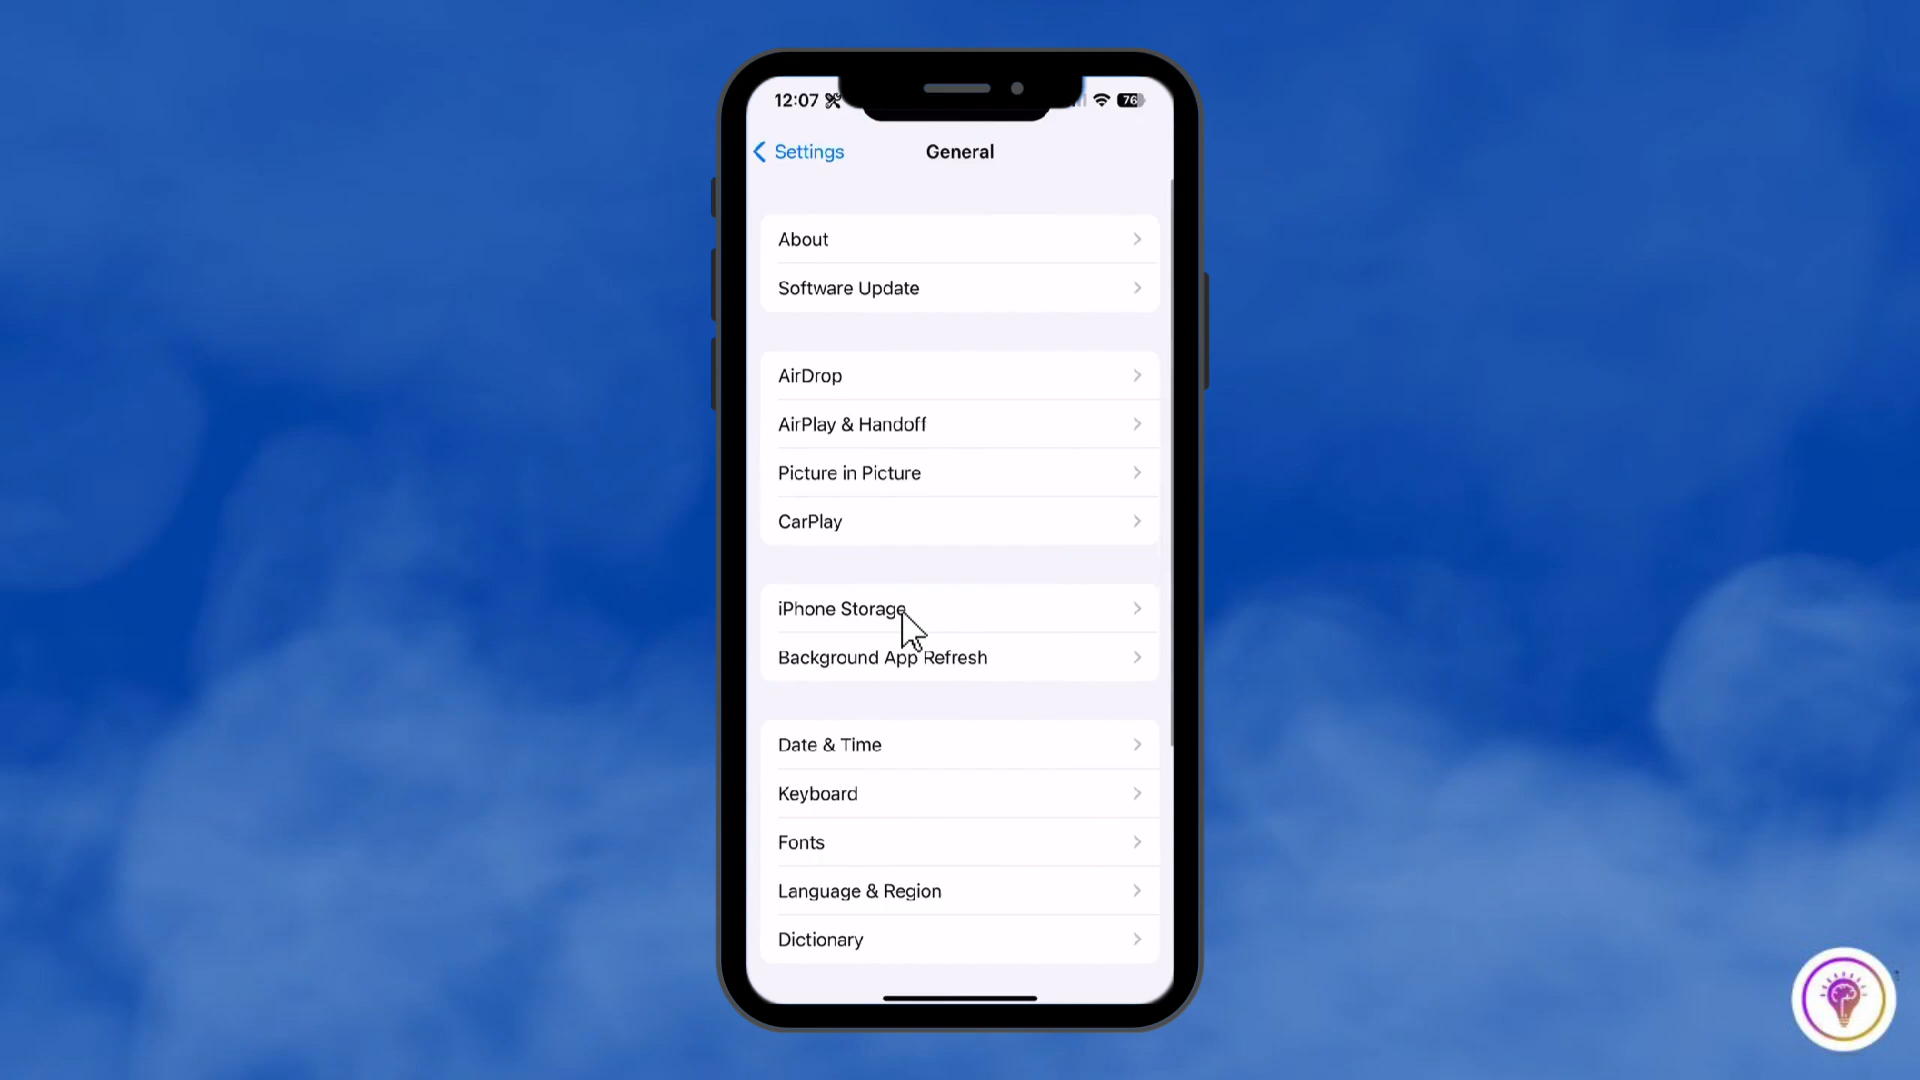 12:07
76
Settings
General
About
Software Update
AirDrop
AirPlay & Handoff
Picture in Picture
CarPlay
iPhone Storage
Background App Refresh
Date & Time
Keyboard
Fonts
Language & Region
Dictionary